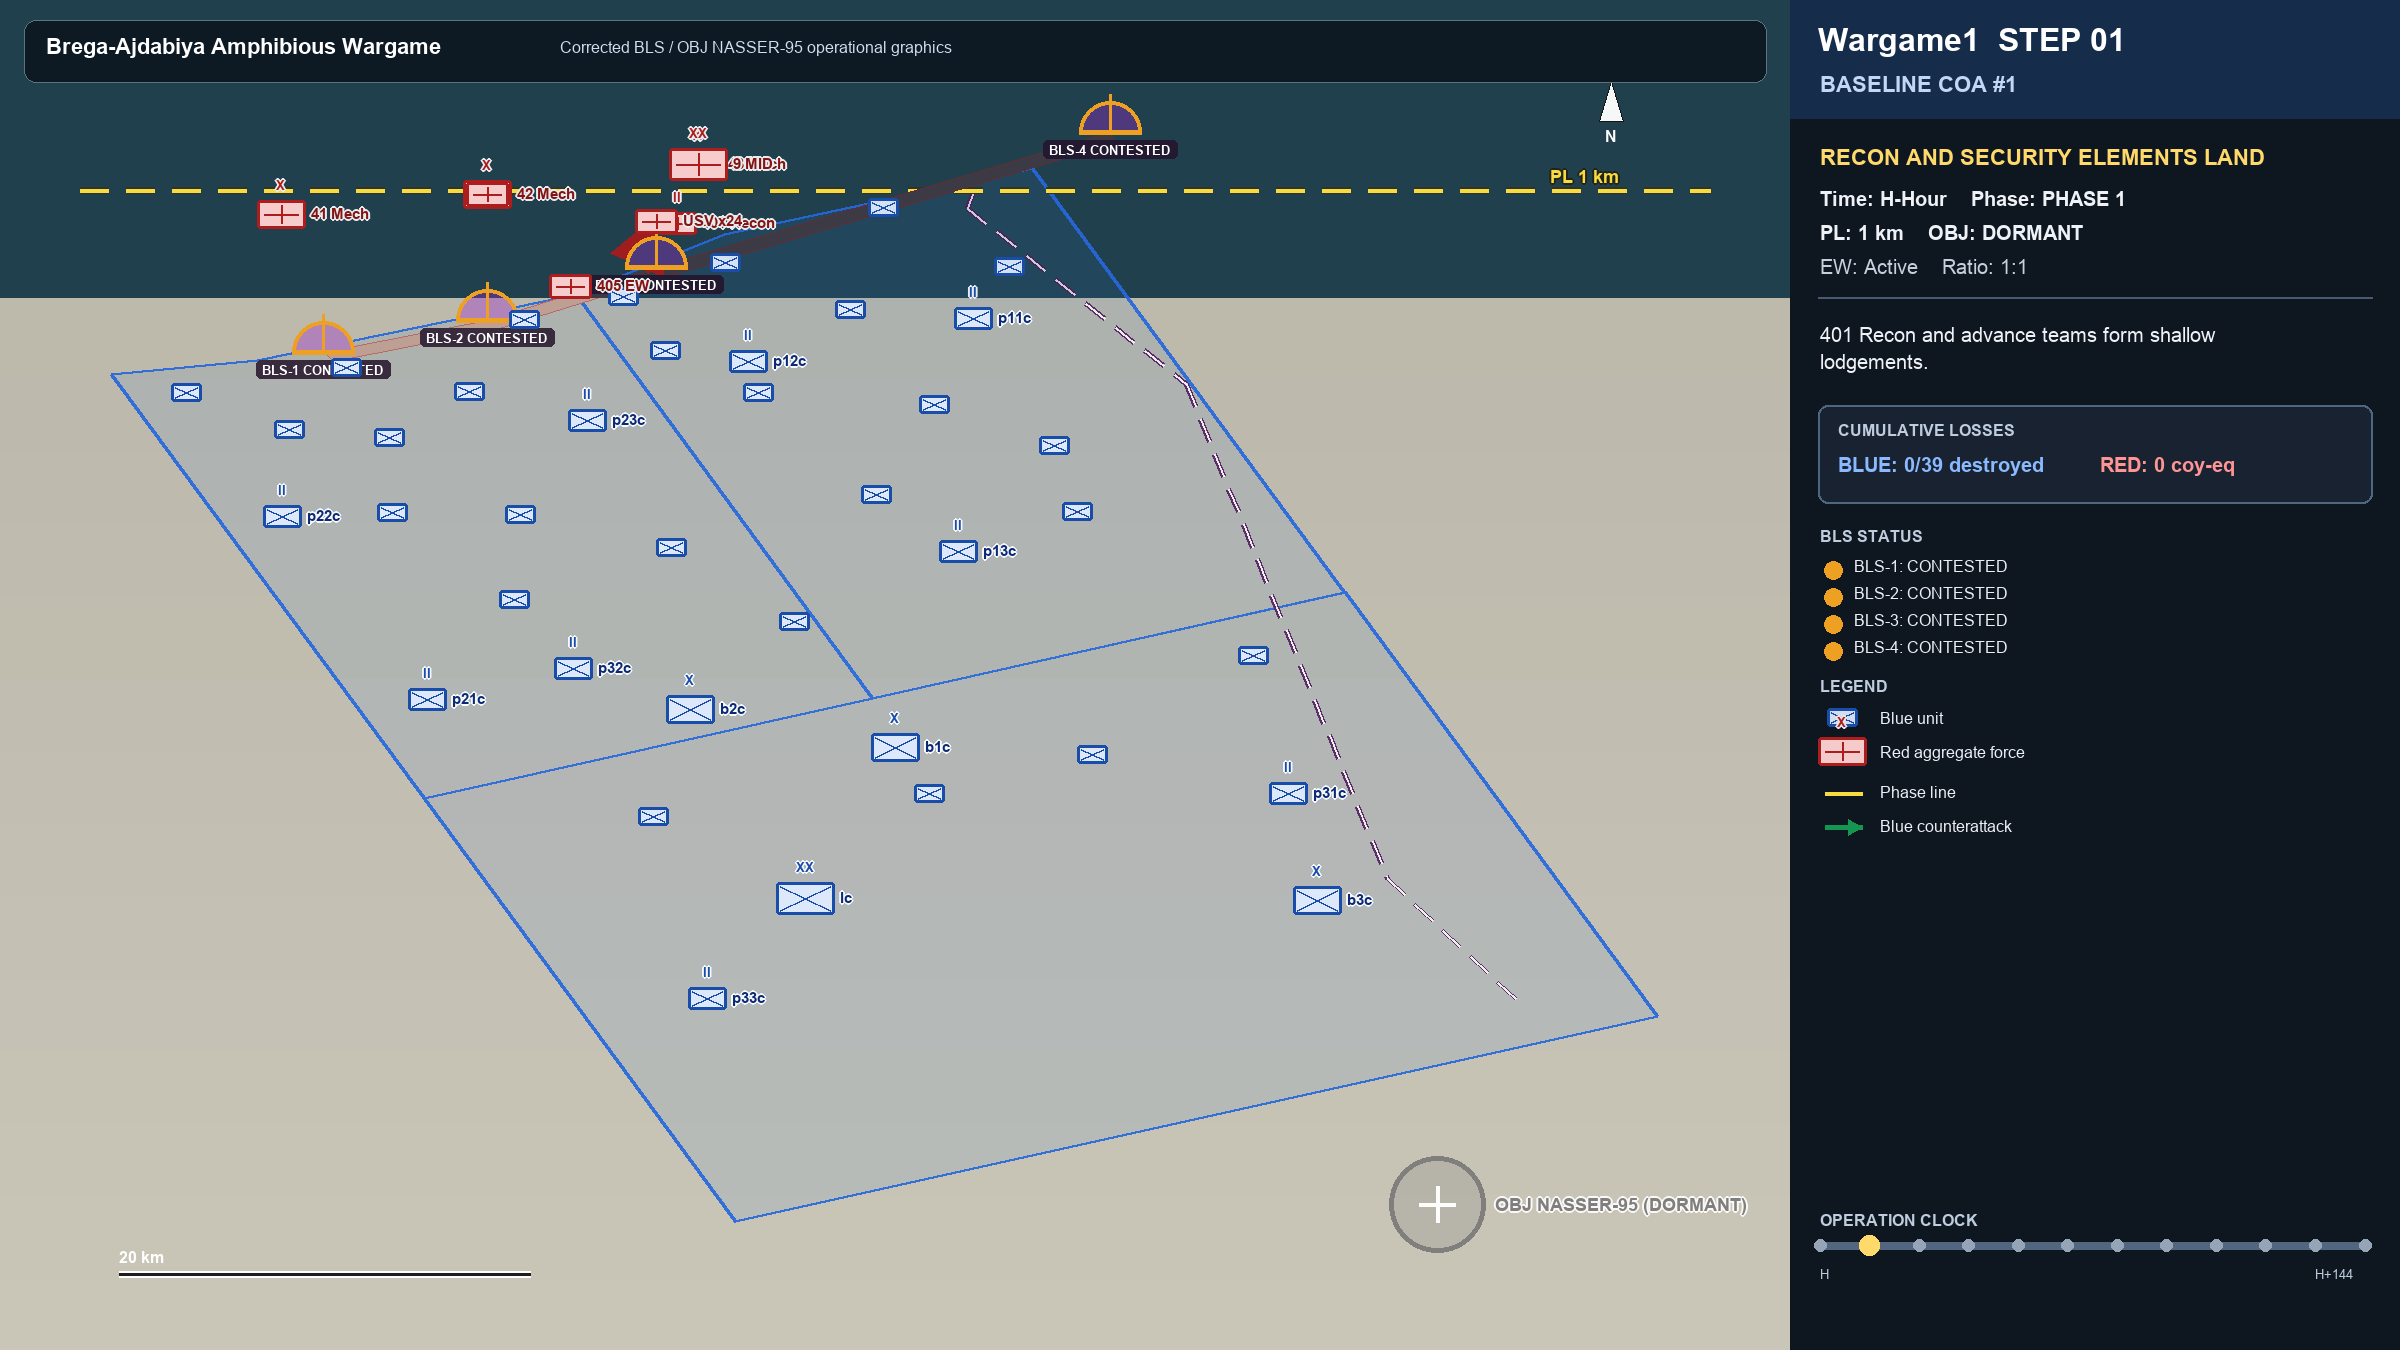 Brega-Ajdabiya Amphibious Wargame
Corrected BLS / OBJ NASSER-95 operational graphics
N
PL 1 km
BLS-4 CONTESTED
XX
9 MID
X
42 Mech
X
41 Mech
II
USV x24
405 EW
BLS-2 CONTESTED
BLS-1
II
p11c
II
p12c
II
p23c
II
p22c
II
p13c
II
p32c
II
p21c
X
b2c
X
b1c
II
p31c
XX
X
b3c
II
p33c
OBJ NASSER-95 (DORMANT)
20 km
Wargame1 STEP 01
BASELINE COA #1
RECON AND SECURITY ELEMENTS LAND
Time: H-Hour Phase: PHASE 1
PL: 1 km OBJ: DORMANT
EW: Active Ratio: 1:1
401 Recon and advance teams form shallow
lodgements.
CUMULATIVE LOSSES
BLUE: 0/39 destroyed RED: 0 coy-eq
BLS STATUS
BLS-1: CONTESTED
BLS-2: CONTESTED
BLS-3: CONTESTED
BLS-4: CONTESTED
LEGEND
X
Blue unit
Red aggregate force
Phase line
Blue counterattack
OPERATION CLOCK
H
H+144